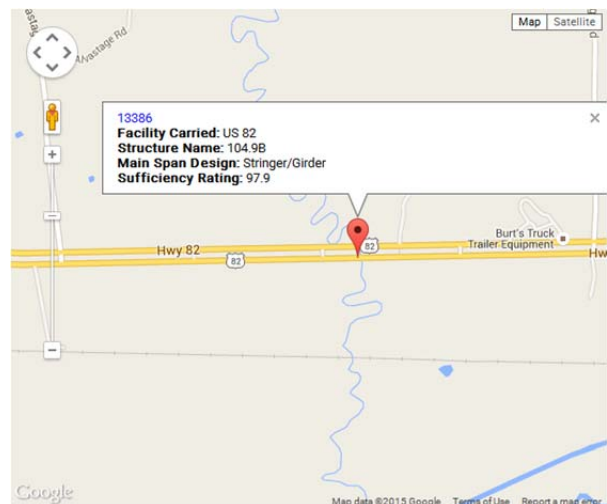 Alvastage Rd
Map Satellite
13386
Facility Carried: US 82
Structure Name: 104.9B
Main Span Design: Stringer/Girder
Sufficiency Rating: 97.9
Burt's Truck
Trailer Equipment
Hwy 82
82
82
Hw
Google
Map data ©2015 Google Terms of Use Report a map error